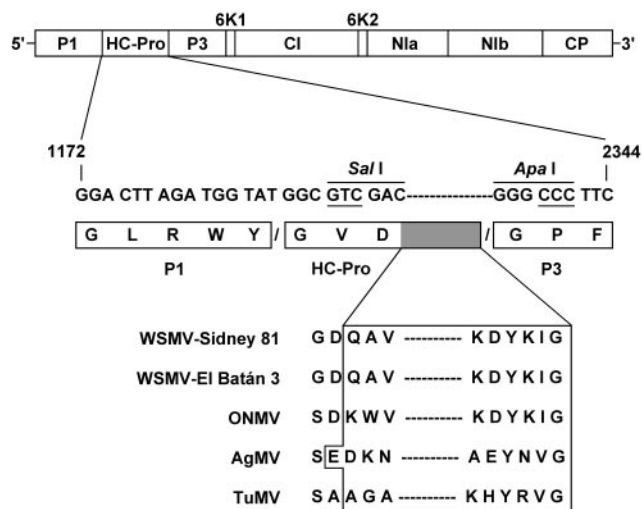 6K1 6K2
5' P1 HC-Pro P3 CI NIa NIb CP 3'
1172 2344
Sal I Apa I
GGA CTT AGA TGG TAT GGC GTC GAC--------------GGG CCC TTC
G L R W Y / G V D / G P F
P1 HC-Pro P3
WSMV-Sidney 81 G D Q A V ---------- K D Y K I G
WSMV-El Batán 3 G D Q A V ---------- K D Y K I G
ONMV S D K W V ---------- K D Y K I G
AgMV S E D K N ---------- A E Y N V G
TuMV S A A G A ---------- K H Y R V G